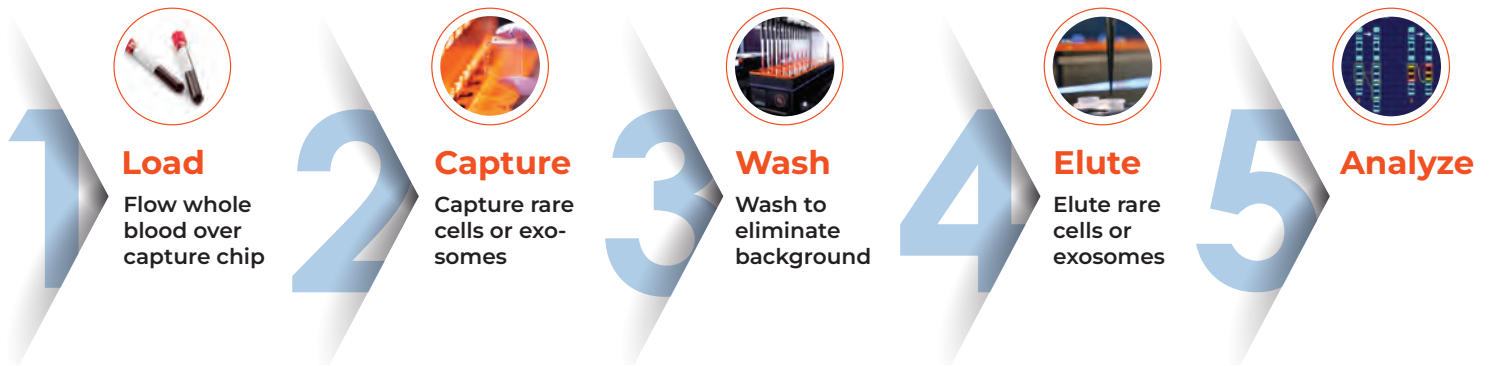 1
Load
Flow whole
blood over
capture chip
2
Capture
Capture rare
cells or exo-
somes
3
Wash
Wash to
eliminate
background
4
Elute
Elute rare
cells or
exosomes
5
Analyze